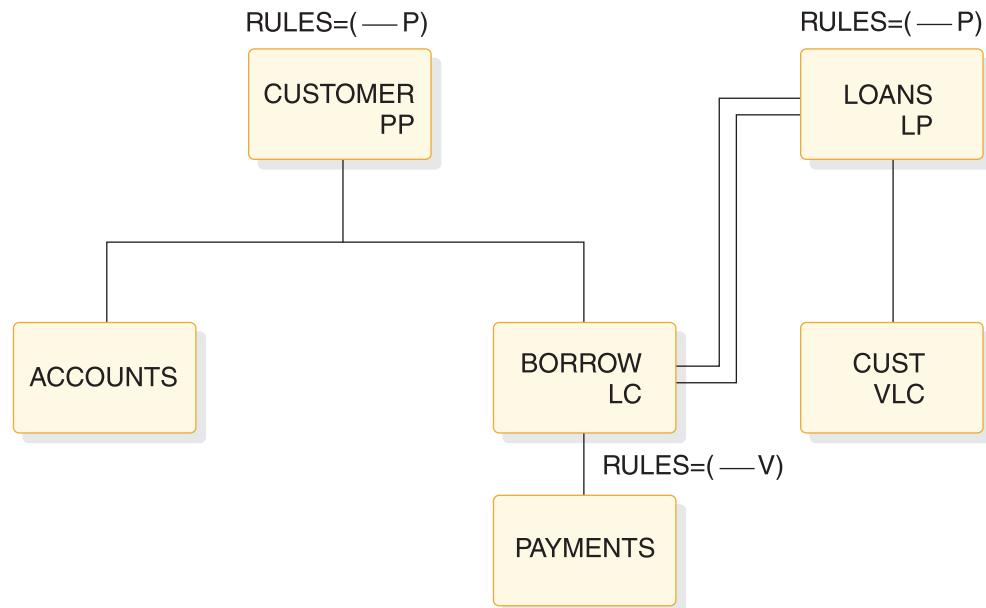 RULES=( — P)
CUSTOMER
PP
RULES=( — P)
LOANS
LP
ACCOUNTS
BORROW
LC
CUST
VLC
RULES=( — V)
PAYMENTS